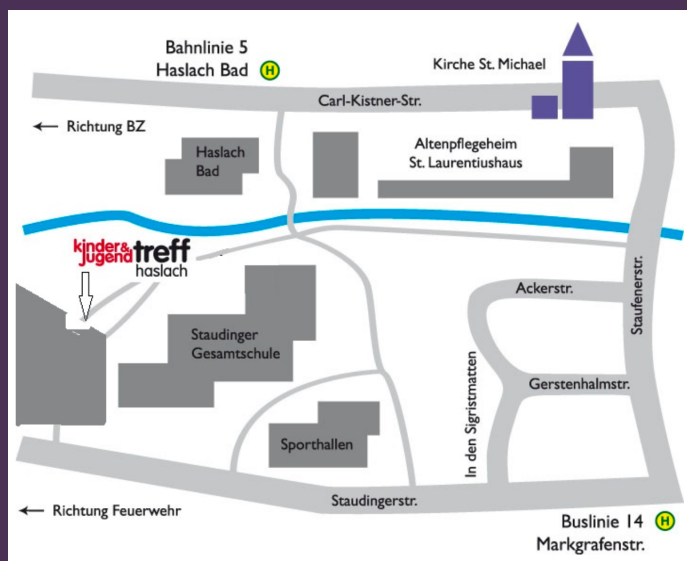 Bahnlinie 5
Haslach Bad
H
Kirche St. Michael
Carl-Kistner-Str.
← Richtung BZ
Haslach
Bad
Altenpflegeheim
St. Laurentiushaus
kinder&
jugend treff
haslach
Ackerstr.
Staufenerstr.
Staudinger
Gesamtschule
Gerstenhalmstr.
In den Sigristmatten
Sporthallen
Staudingerstr.
← Richtung Feuerwehr
Buslinie 14
H
Markgrafenstr.